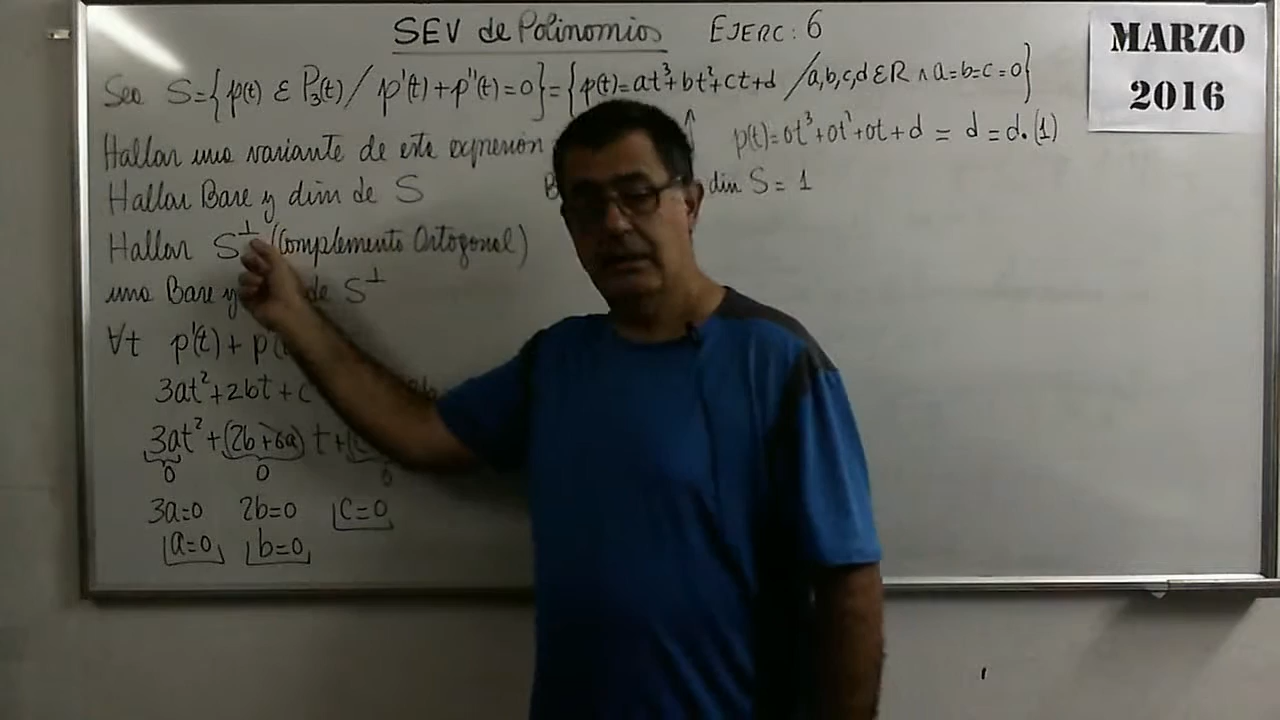 SEV de Polinomios EJERC: 6
MARZO
2016
Sea S={p(t) ε P₃(t) / p'(t)+p''(t)=0}={p(t)=at³+bt²+ct+d /a,b,c,d ε R ∧ a=b=c=0}
Hallar una variante de esta expresión
p(t)=0t³+0t²+0t+d = d = d.(1)
Hallar Base y dim de S
dim S = 1
Hallar S⊥ (Complemento Ortogonal)
una Base y de S⊥
∀t p'(t) +
3at²+2bt+c
3at²+(2b+6a)t+
0 0 0
3a=0 2b=0 c=0
a=0 b=0